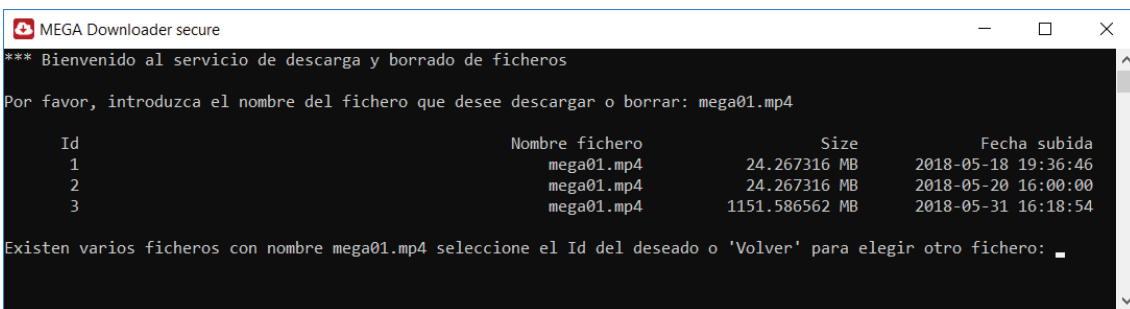 MEGA Downloader secure
*** Bienvenido al servicio de descarga y borrado de ficheros
Por favor, introduzca el nombre del fichero que desee descargar o borrar: mega01.mp4
Id Nombre fichero Size Fecha subida
1 mega01.mp4 24.267316 MB 2018-05-18 19:36:46
2 mega01.mp4 24.267316 MB 2018-05-20 16:00:00
3 mega01.mp4 1151.586562 MB 2018-05-31 16:18:54
Existen varios ficheros con nombre mega01.mp4 seleccione el Id del deseado o 'Volver' para elegir otro fichero: